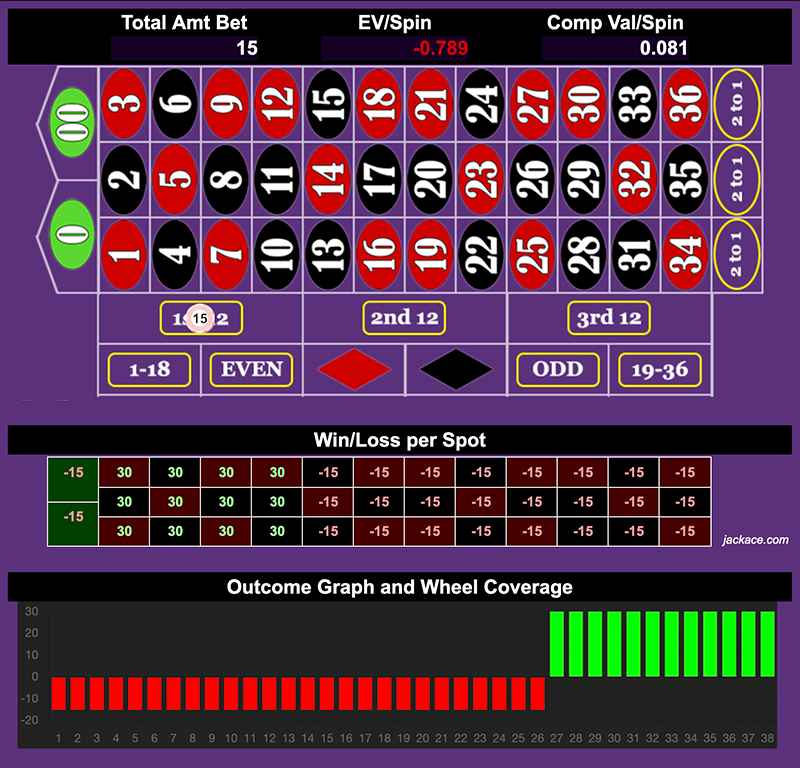 Total Amt Bet EV/Spin Comp Val/Spin
15 -0.789 0.081
00 3 6 9 12 15 18 21 24 27 30 33 36 2 to 1
2 5 8 11 14 17 20 23 26 29 32 35 2 to 1
0 1 4 7 10 13 16 19 22 25 28 31 34 2 to 1
15 2nd 12 3rd 12
1-18 EVEN ODD 19-36
Win/Loss per Spot
-15 30 30 30 30 -15 -15 -15 -15 -15 -15 -15 -15
30 30 30 30 -15 -15 -15 -15 -15 -15 -15 -15
-15 30 30 30 30 -15 -15 -15 -15 -15 -15 -15 -15
jackace.com
Outcome Graph and Wheel Coverage
30
20
10
0
-10
-20
1 2 3 4 5 6 7 8 9 10 11 12 13 14 15 16 17 18 19 20 21 22 23 24 25 26 27 28 29 30 31 32 33 34 35 36 37 38